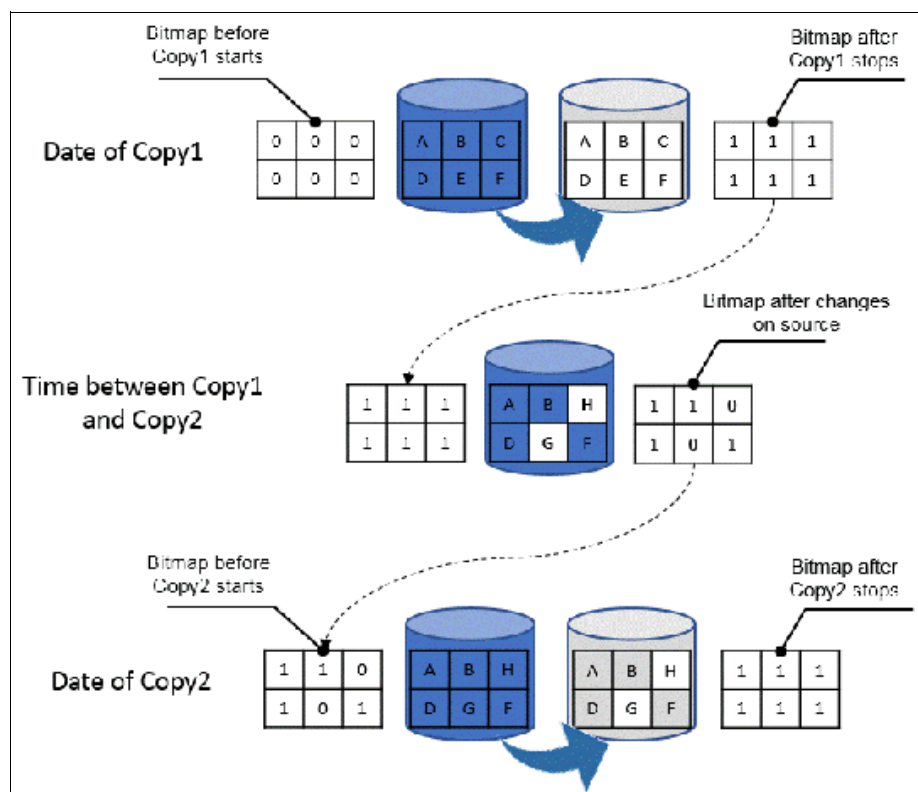 Bitmap before
Copy1 starts
Bitmap after
Copy1 stops
Date of Copy1
0 0 0
0 0 0
A B C
D E F
A B C
D E F
1 1 1
1 1 1
Bitmap after changes
on source
Time between Copy1
and Copy2
1 1 1
1 1 1
A B H
D G F
1 1 0
1 0 1
Bitmap before
Copy2 starts
Bitmap after
Copy2 stops
Date of Copy2
1 1 0
1 0 1
A B H
D G F
A B H
D G F
1 1 1
1 1 1